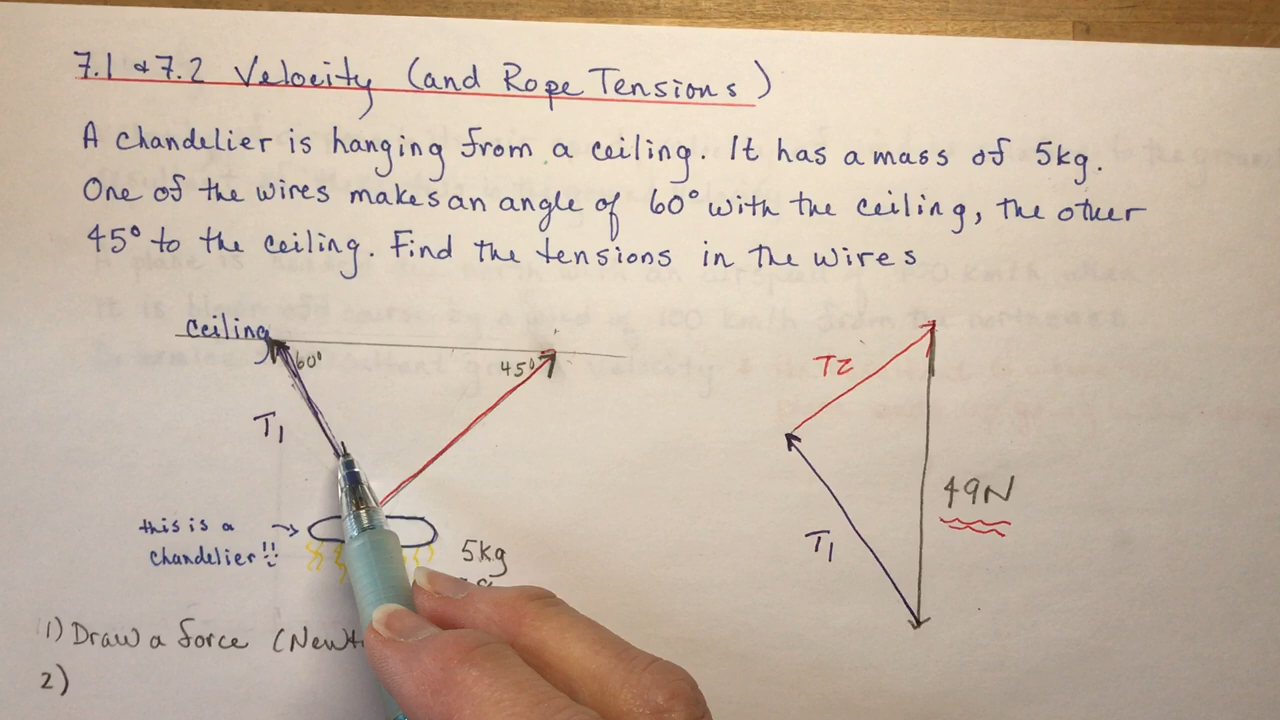 7.1 & 7.2 Velocity (and Rope Tensions)
A chandelier is hanging from a ceiling. It has a mass of 5kg.
One of the wires makes an angle of 60° with the ceiling, the other
45° to the ceiling. Find the tensions in the wires
ceiling
60°
45°
T1
this is a
chandelier!!
5kg
T2
49N
T1
1) Draw a force (Newt
2)